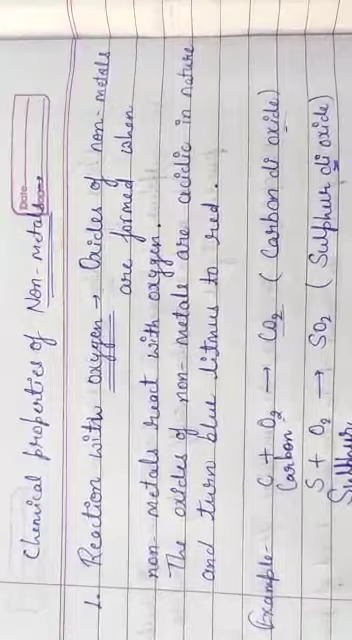 Date
Chemical properties of Non-metals
1. Reaction with oxygen → Oxides of non-metals
are formed when
non-metals react with oxygen.
The oxides of non-metals are acidic in nature
and turn blue litmus to red.
Example- C + O2 → CO2 (Carbon di oxide)
Carbon
S + O2 → SO2 (Sulphur di oxide)
Sulphur